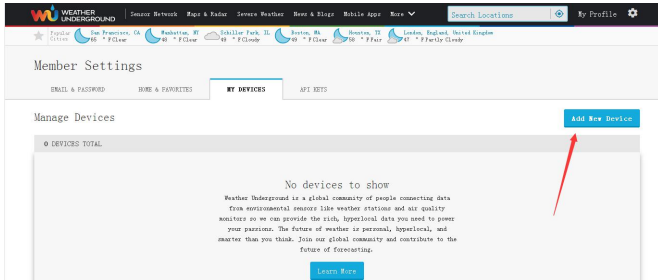 WEATHER UNDERGROUND Sensor Network Maps & Radar Severe Weather News & Blogs Mobile Apps More Search Locations My Profile
Popular Cities San Francisco, CA 65 °F Clear Manhattan, NY 48 °F Clear Schiller Park, IL 49 °F Cloudy Boston, MA 49 °F Clear Houston, TX 58 °F Fair London, England, United Kingdom 47 °F Partly Cloudy
Member Settings
EMAIL & PASSWORD HOME & FAVORITES MY DEVICES API KEYS
Manage Devices Add New Device
0 DEVICES TOTAL
No devices to show
Weather Underground is a global community of people connecting data
from environmental sensors like weather stations and air quality
monitors so we can provide the rich, hyperlocal data you need to power
your passions. The future of weather is personal, hyperlocal, and
smarter than you think. Join our global community and contribute to the
future of forecasting.
Learn More